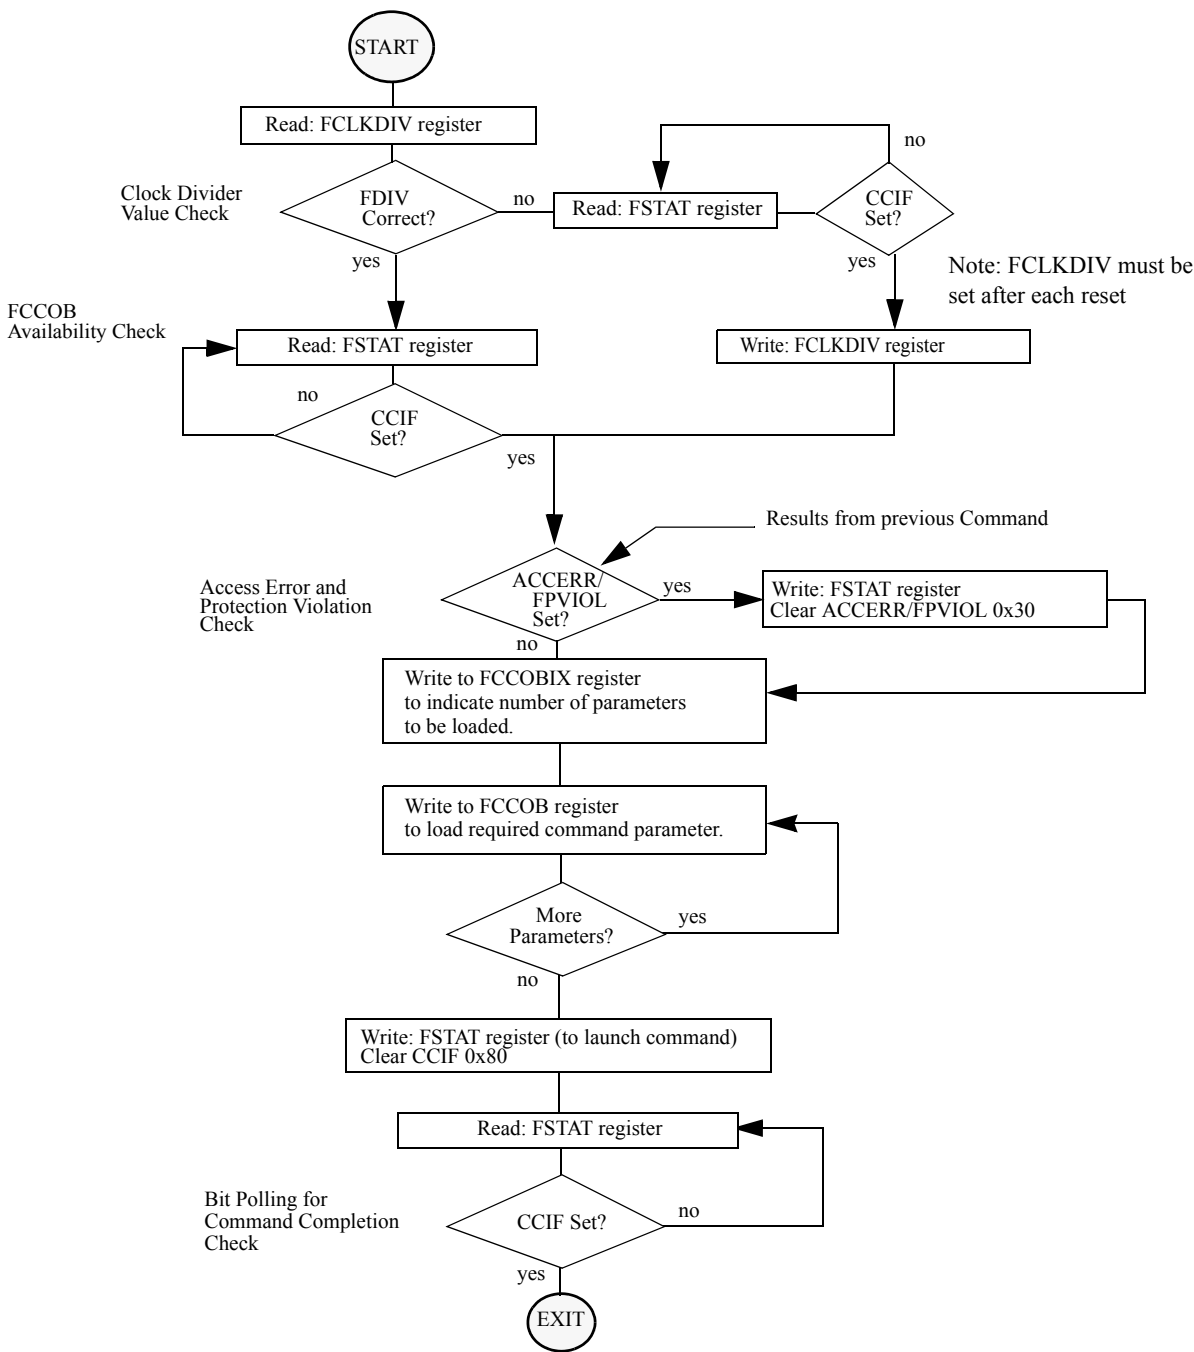 START
Read: FCLKDIV register
no
Clock Divider
Value Check
FDIV
Correct?
no
Read: FSTAT register
CCIF
Set?
yes
yes
Note: FCLKDIV must be
set after each reset
FCCOB
Availability Check
Read: FSTAT register
Write: FCLKDIV register
no
CCIF
Set?
yes
Results from previous Command
Access Error and
Protection Violation
Check
ACCERR/
FPVIOL
Set?
yes
Write: FSTAT register
Clear ACCERR/FPVIOL 0x30
no
Write to FCCOBIX register
to indicate number of parameters
to be loaded.
Write to FCCOB register
to load required command parameter.
More
Parameters?
yes
no
Write: FSTAT register (to launch command)
Clear CCIF 0x80
Read: FSTAT register
Bit Polling for
Command Completion
Check
CCIF Set?
no
yes
EXIT